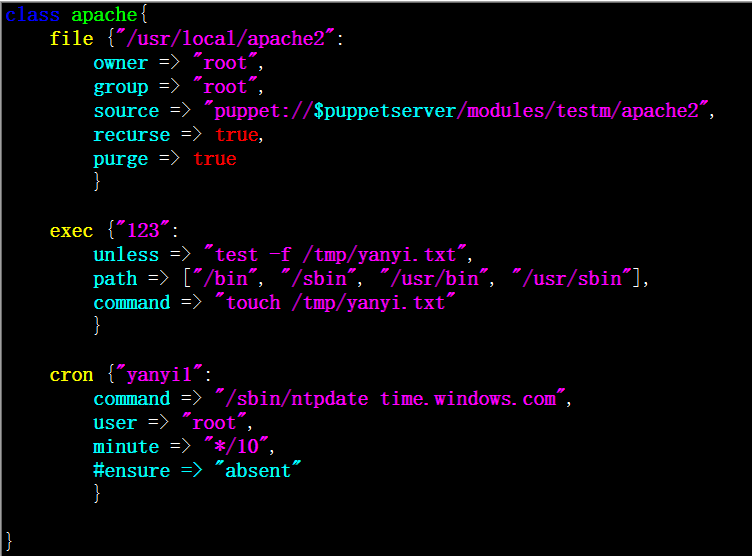 class apache{
    file {"/usr/local/apache2":
        owner => "root",
        group => "root",
        source => "puppet://$puppetserver/modules/testm/apache2",
        recurse => true,
        purge => true
        }

    exec {"123":
        unless => "test -f /tmp/yanyi.txt",
        path => ["/bin", "/sbin", "/usr/bin", "/usr/sbin"],
        command => "touch /tmp/yanyi.txt"
        }

    cron {"yanyi1":
        command => "/sbin/ntpdate time.windows.com",
        user => "root",
        minute => "*/10",
        #ensure => "absent"
        }

}